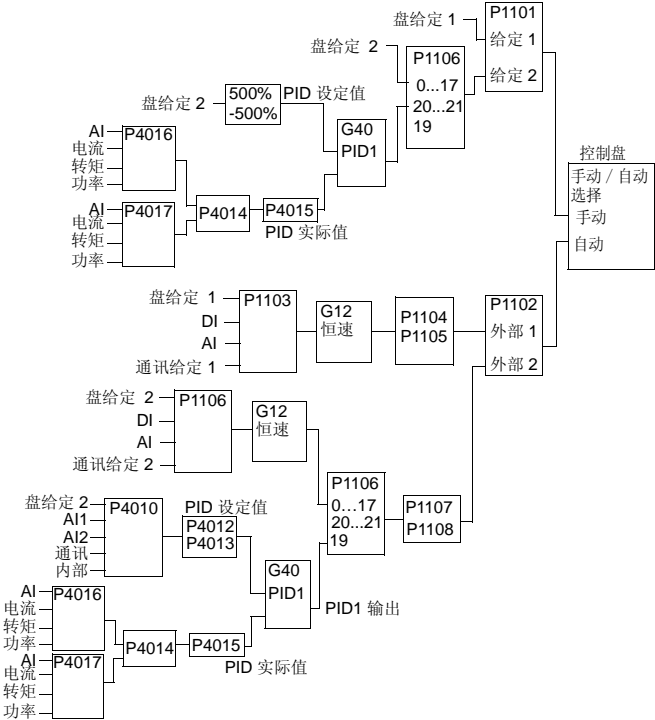 盘给定 1
P1101
给定 1
给定 2
盘给定 2
P1106
0...17
20...21
19
盘给定 2
500%
-500%
PID 设定值
G40
PID1
AI
电流
转矩
功率
P4016
AI
电流
转矩
功率
P4017
P4014
P4015
PID 实际值
控制盘
手动 / 自动
选择
手动
自动
盘给定 1
DI
AI
通讯给定 1
P1103
G12
恒速
P1104
P1105
P1102
外部 1
外部 2
盘给定 2
DI
AI
通讯给定 2
P1106
G12
恒速
P1106
0...17
20...21
19
P1107
P1108
盘给定 2
AI1
AI2
通讯
内部
P4010
PID 设定值
P4012
P4013
G40
PID1
PID1 输出
AI
电流
转矩
功率
P4016
AI
电流
转矩
功率
P4017
P4014
P4015
PID 实际值